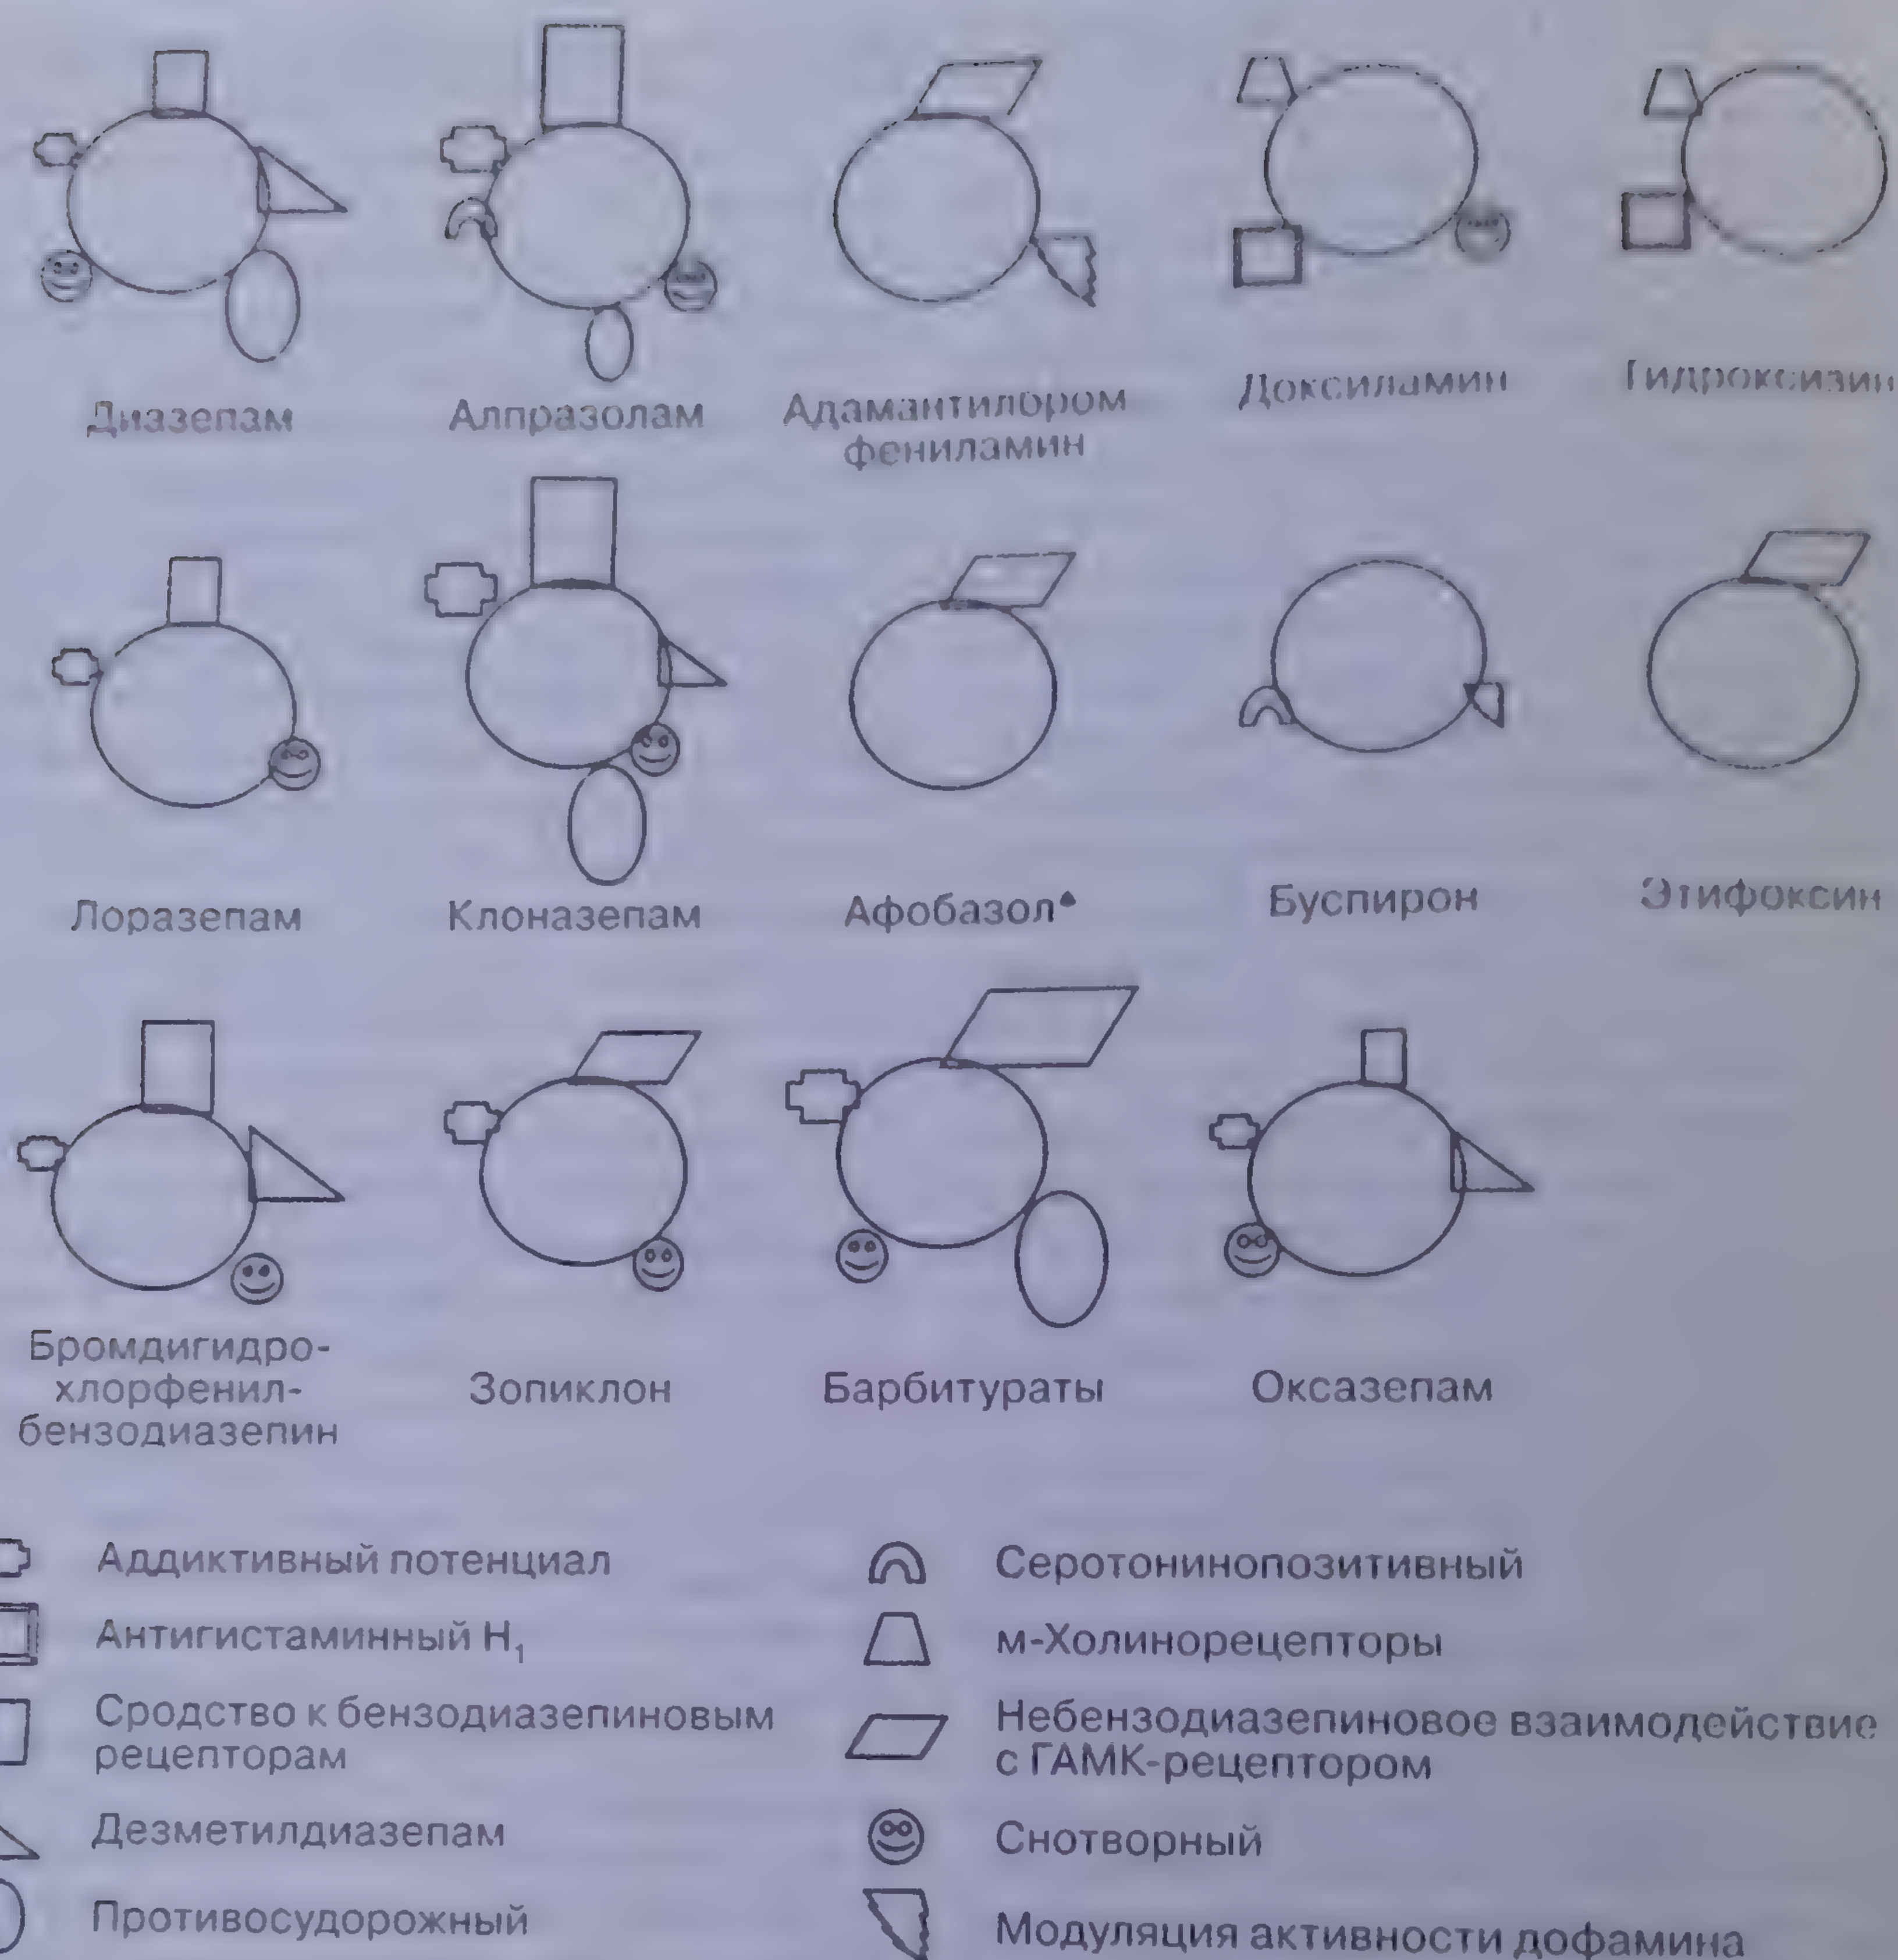 Диазепам
Алпразолам
Адамантилбром
фениламин
Доксиламин
Гидроксизин
Лоразепам
Клоназепам
Афобазол♠
Буспирон
Этифоксин
Бромдигидро-
хлорфенил-
бензодиазепин
Зопиклон
Барбитураты
Оксазепам
Аддиктивный потенциал
Антигистаминный H₁
Сродство к бензодиазепиновым
рецепторам
Дезметилдиазепам
Противосудорожный
Серотонинопозитивный
м-Холинорецепторы
Небензодиазепиновое взаимодействие
с ГАМК-рецептором
Снотворный
Модуляция активности дофамина